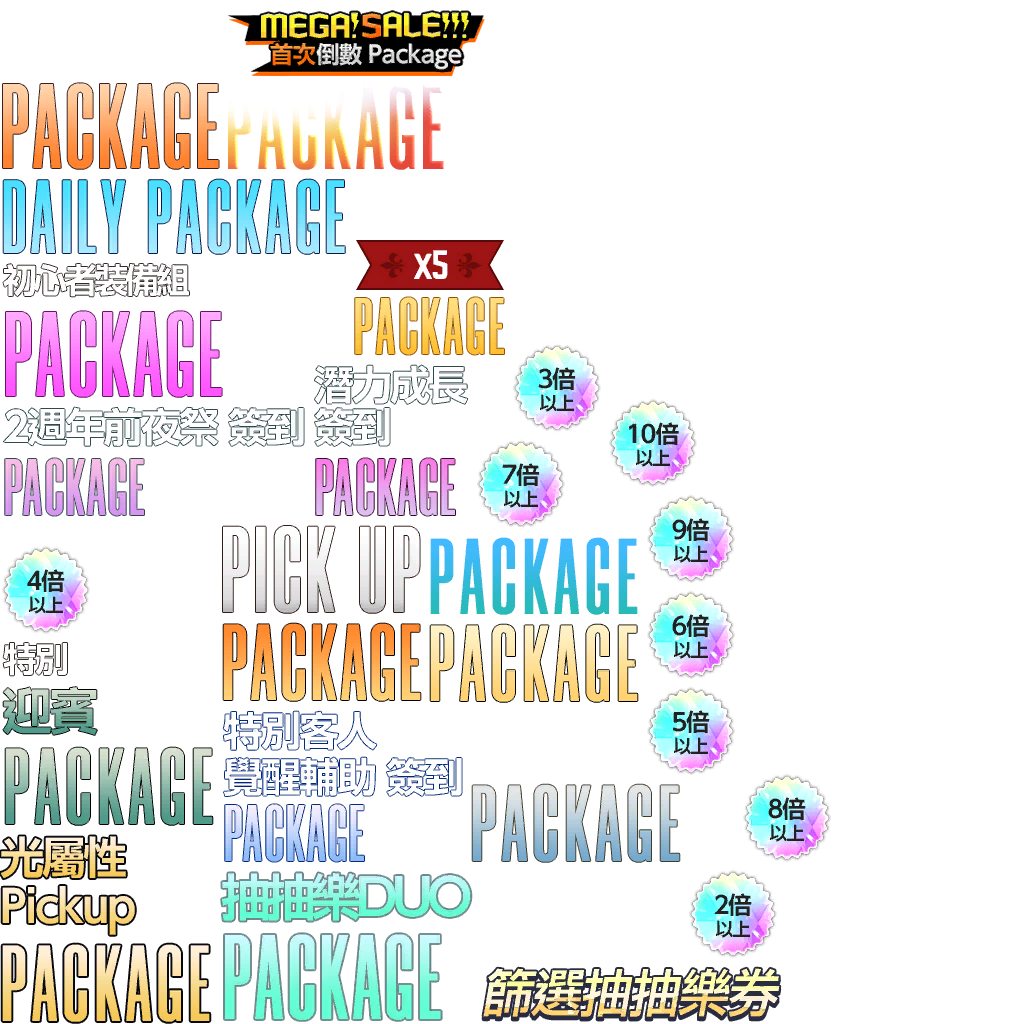 MEGA!SALE!!!
首次倒數 Package
PACKAGE
PACKAGE
DAILY PACKAGE
初心者裝備組
X5
PACKAGE
PACKAGE
潛力成長
3倍
以上
2週年前夜祭 簽到 簽到
10倍
以上
PACKAGE
PACKAGE
7倍
以上
9倍
以上
PICK UP
PACKAGE
4倍
以上
6倍
以上
特別
PACKAGE
PACKAGE
迎賓
特別客人
5倍
以上
PACKAGE
覺醒輔助 簽到
PACKAGE
PACKAGE
8倍
以上
光屬性
Pickup
抽抽樂DUO
2倍
以上
PACKAGE
PACKAGE
篩選抽抽樂券